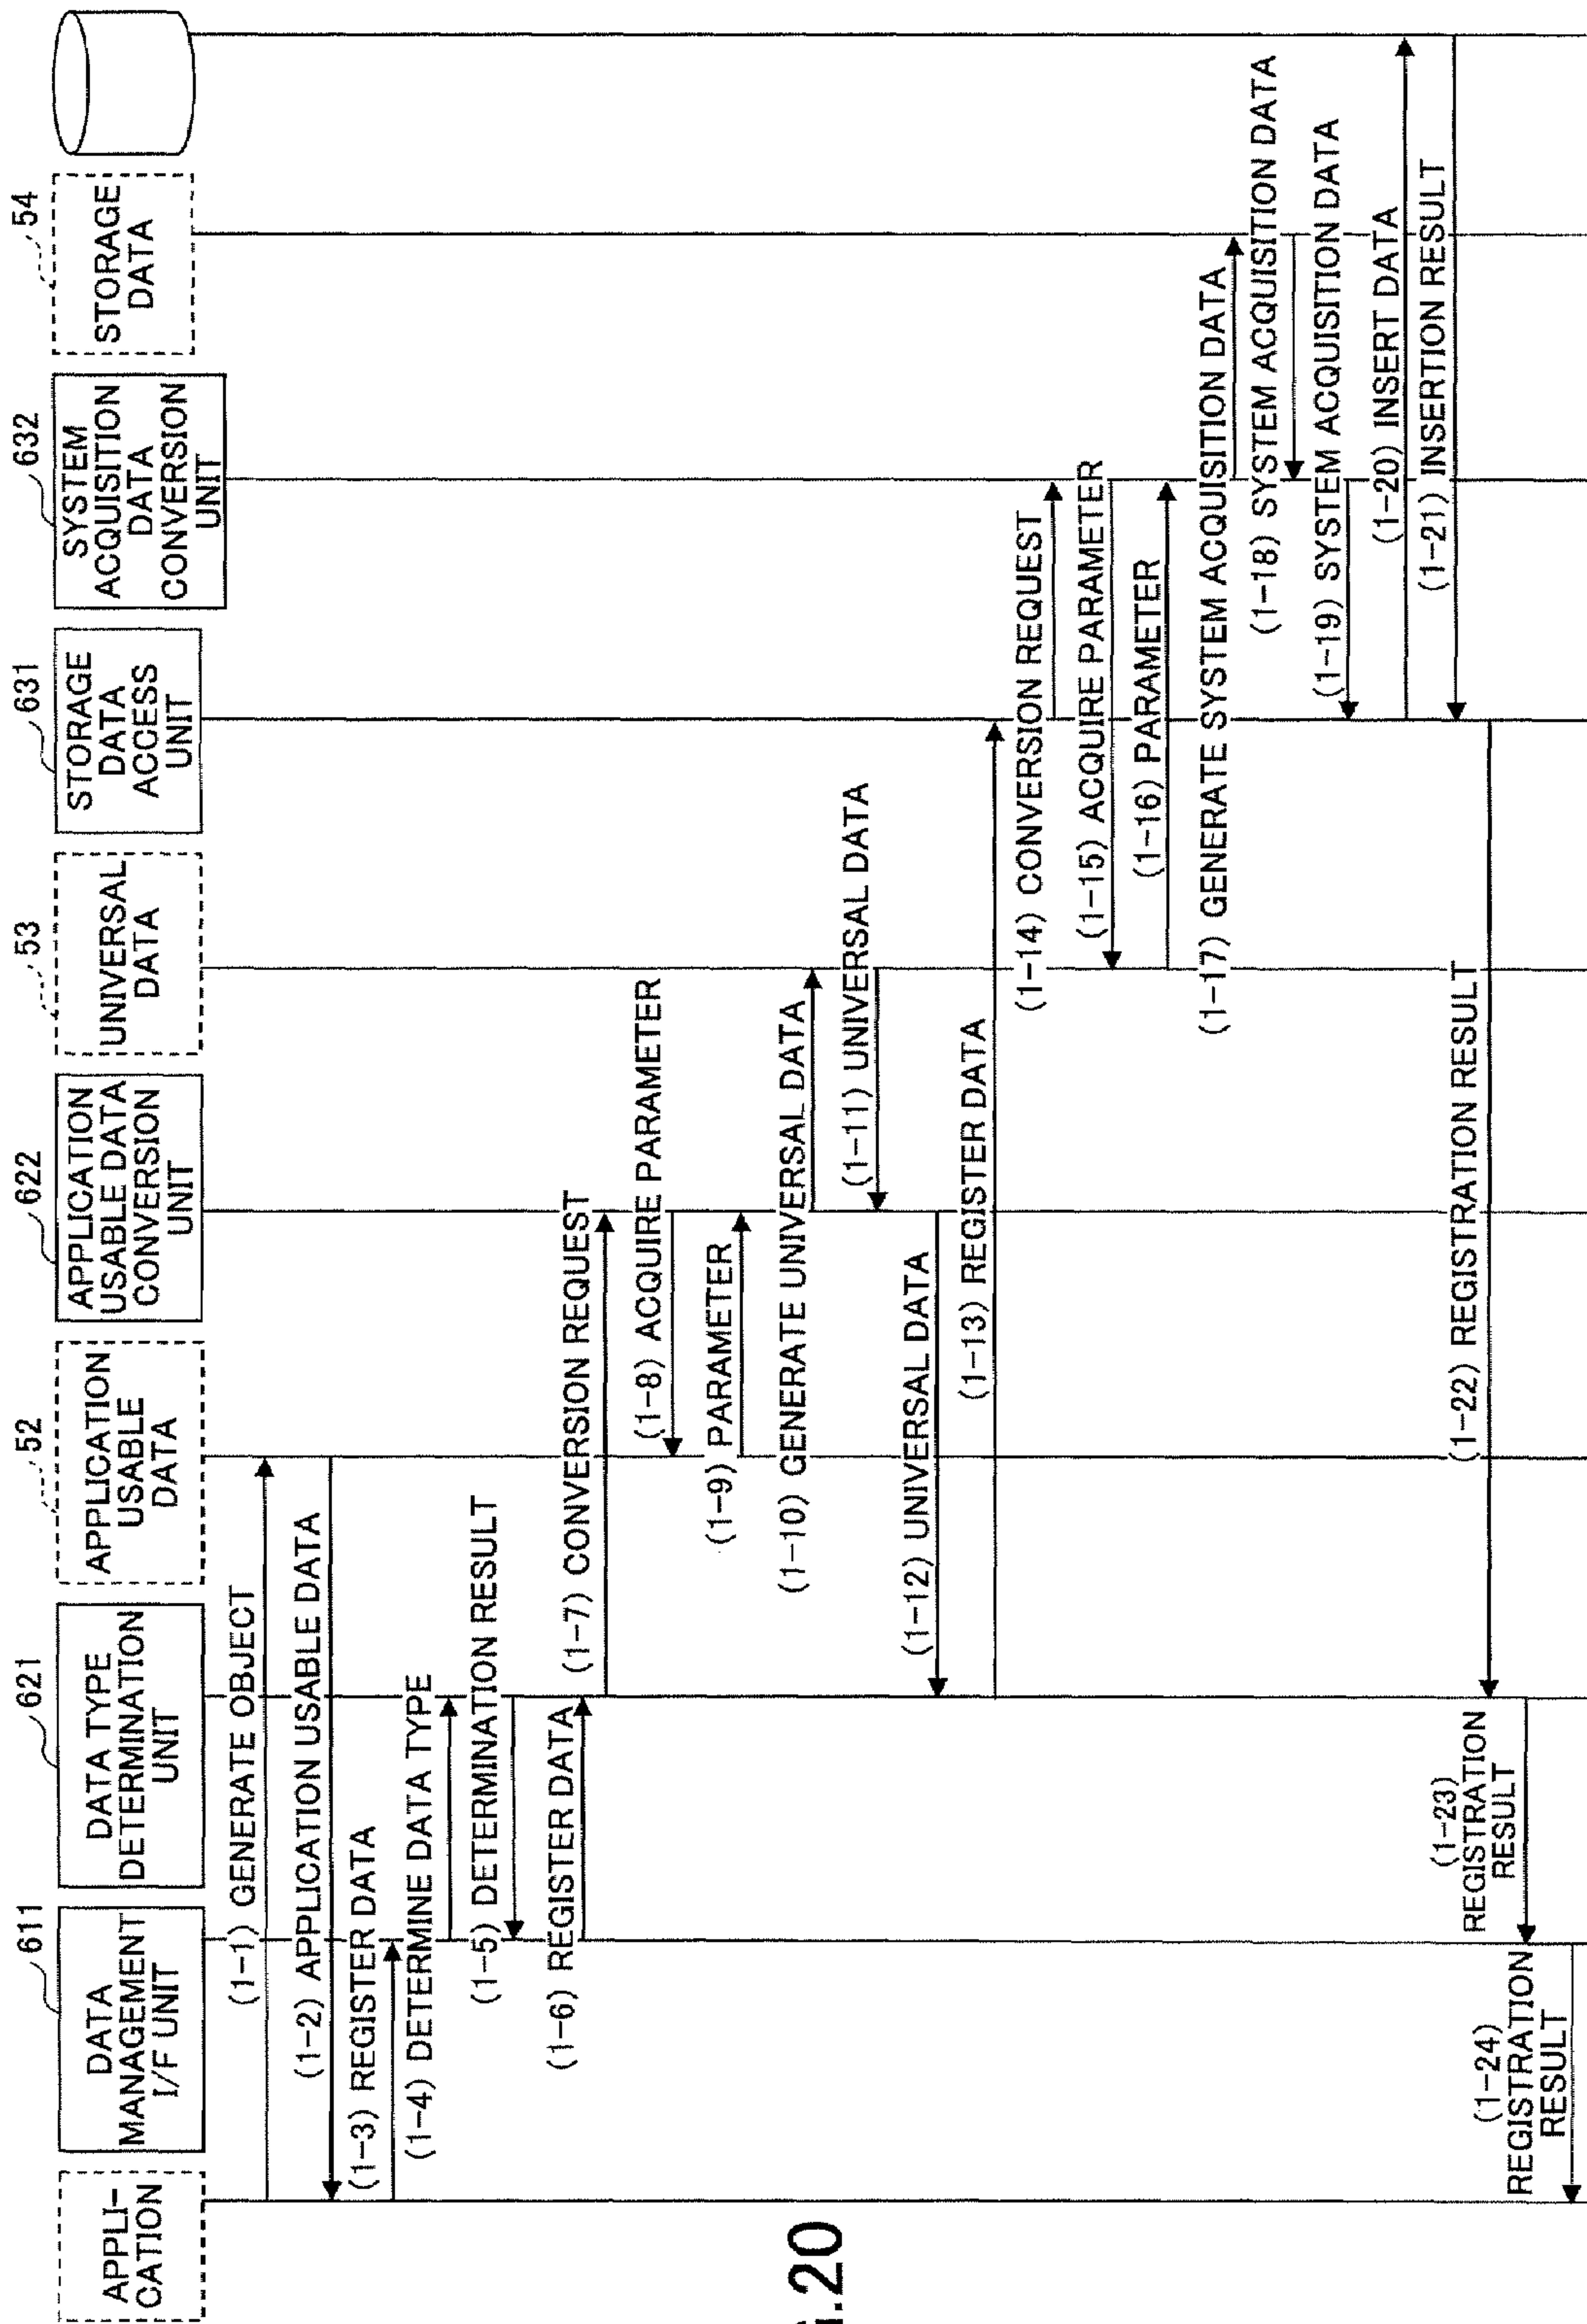 APPLI-
CATION
611
DATA
MANAGEMENT
I/F UNIT
621
DATA TYPE
DETERMINATION
UNIT
52
APPLICATION
USABLE
DATA
622
APPLICATION
USABLE DATA
CONVERSION
UNIT
53
UNIVERSAL
DATA
631
STORAGE
DATA
ACCESS
UNIT
632
SYSTEM
ACQUISITION
DATA
CONVERSION
UNIT
54
STORAGE
DATA
(1-1) GENERATE OBJECT
(1-2) APPLICATION USABLE DATA
(1-3) REGISTER DATA
(1-4) DETERMINE DATA TYPE
(1-5) DETERMINATION RESULT
(1-6) REGISTER DATA
(1-7) CONVERSION REQUEST
(1-8) ACQUIRE PARAMETER
(1-9) PARAMETER
(1-10) GENERATE UNIVERSAL DATA
(1-11) UNIVERSAL DATA
(1-12) UNIVERSAL DATA
(1-13) REGISTER DATA
(1-14) CONVERSION REQUEST
(1-15) ACQUIRE PARAMETER
(1-16) PARAMETER
(1-17) GENERATE SYSTEM ACQUISITION DATA
(1-18) SYSTEM ACQUISITION DATA
(1-19) SYSTEM ACQUISITION DATA
(1-20) INSERT DATA
(1-21) INSERTION RESULT
(1-22) REGISTRATION RESULT
(1-23)
REGISTRATION
RESULT
(1-24)
REGISTRATION
RESULT
G.20